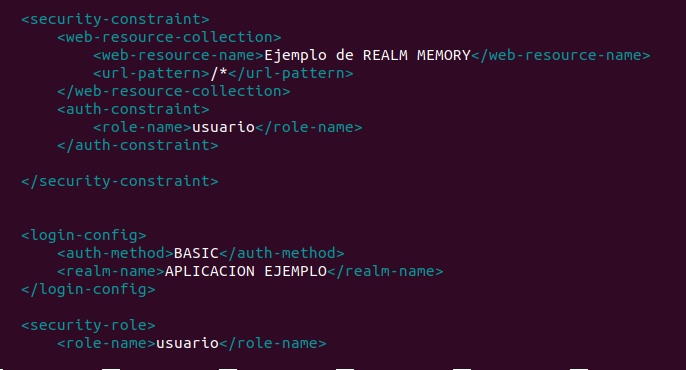 <security-constraint>
<web-resource-collection>
<web-resource-name>Ejemplo de REALM MEMORY</web-resource-name>
<url-pattern>/*</url-pattern>
</web-resource-collection>
<auth-constraint>
<role-name>usuario</role-name>
</auth-constraint>
</security-constraint>
<login-config>
<auth-method>BASIC</auth-method>
<realm-name>APLICACION EJEMPLO</realm-name>
</login-config>
<security-role>
<role-name>usuario</role-name>